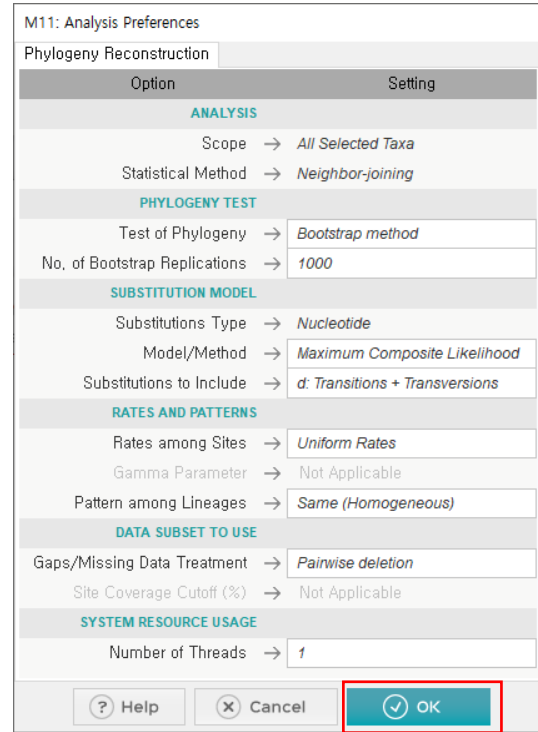 M11: Analysis Preferences
Phylogeny Reconstruction
Option Setting
ANALYSIS
Scope → All Selected Taxa
Statistical Method → Neighbor-joining
PHYLOGENY TEST
Test of Phylogeny → Bootstrap method
No. of Bootstrap Replications → 1000
SUBSTITUTION MODEL
Substitutions Type → Nucleotide
Model/Method → Maximum Composite Likelihood
Substitutions to Include → d: Transitions + Transversions
RATES AND PATTERNS
Rates among Sites → Uniform Rates
Gamma Parameter → Not Applicable
Pattern among Lineages → Same (Homogeneous)
DATA SUBSET TO USE
Gaps/Missing Data Treatment → Pairwise deletion
Site Coverage Cutoff (%) → Not Applicable
SYSTEM RESOURCE USAGE
Number of Threads → 1
? Help X Cancel ✓ OK